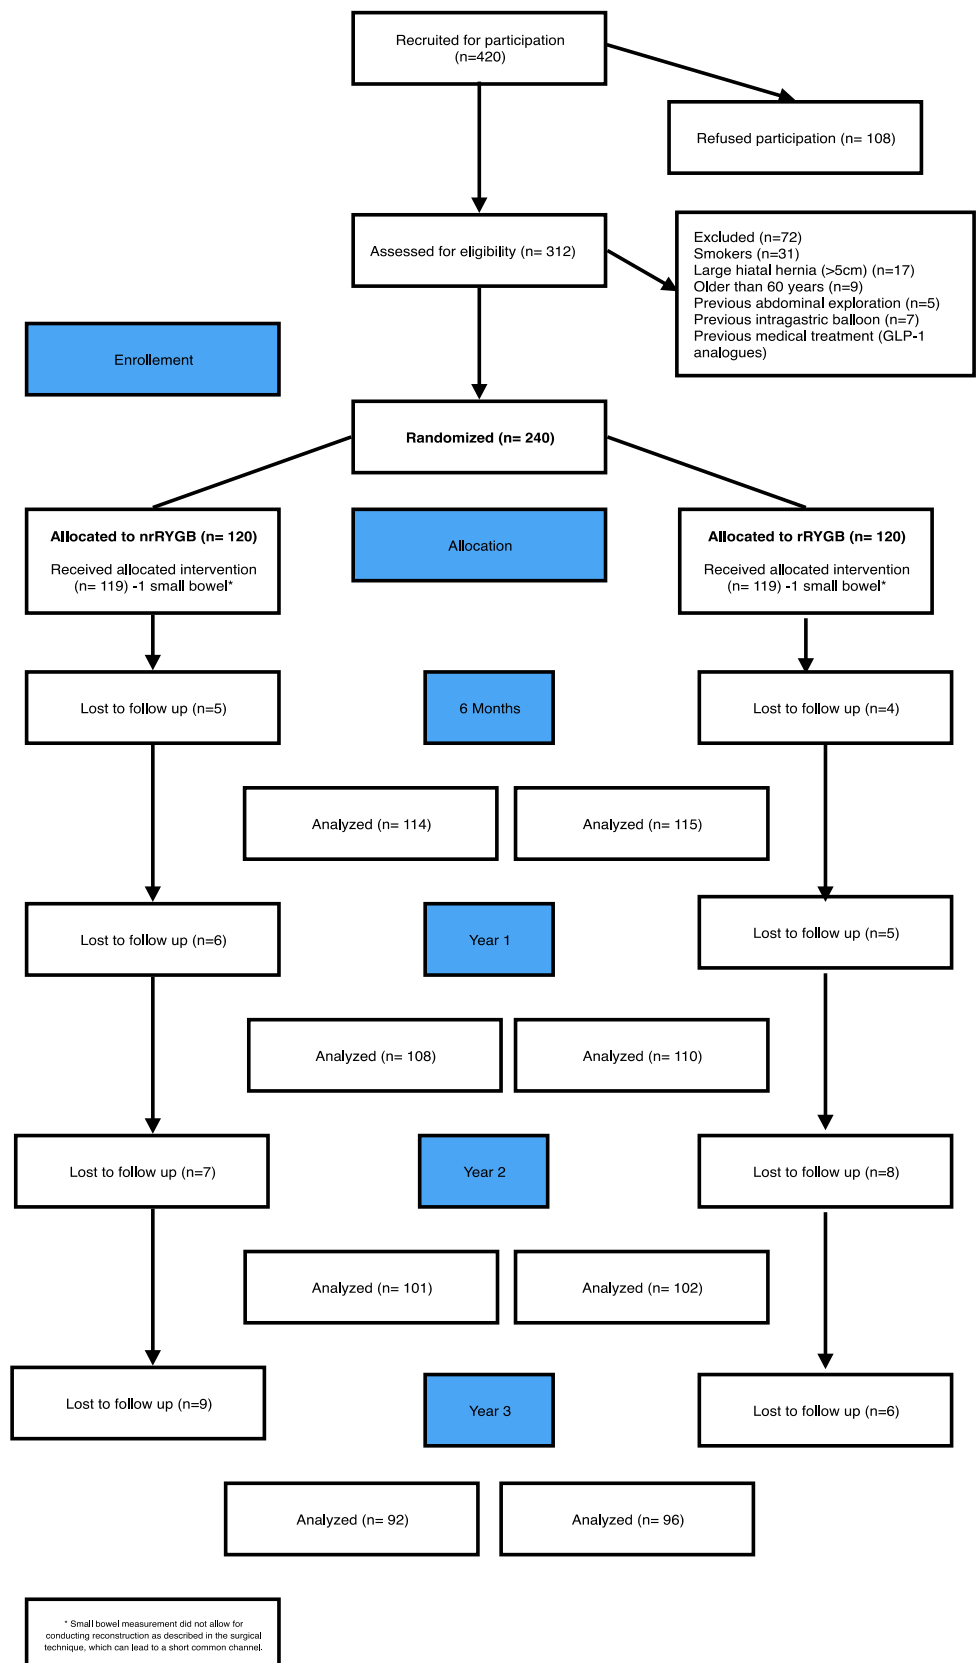 Recruited for participation
(n=420)
Refused participation (n= 108)
Assessed for eligibility (n= 312)
Excluded (n=72)
Smokers (n=31)
Large hiatal hernia (>5cm) (n=17)
Older than 60 years (n=9)
Previous abdominal exploration (n=5)
Previous intragastric balloon (n=7)
Previous medical treatment (GLP-1
analogues)
Enrollement
Randomized (n= 240)
Allocated to nrRYGB (n= 120)
Received allocated intervention
(n= 119) -1 small bowel*
Allocation
Allocated to rRYGB (n= 120)
Received allocated intervention
(n= 119) -1 small bowel*
Lost to follow up (n=5)
6 Months
Lost to follow up (n=4)
Analyzed (n= 114)
Analyzed (n= 115)
Lost to follow up (n=6)
Year 1
Lost to follow up (n=5)
Analyzed (n= 108)
Analyzed (n= 110)
Lost to follow up (n=7)
Year 2
Lost to follow up (n=8)
Analyzed (n= 101)
Analyzed (n= 102)
Lost to follow up (n=9)
Year 3
Lost to follow up (n=6)
Analyzed (n= 92)
Analyzed (n= 96)
* Small bowel measurement did not allow for
conducting reconstruction as described in the surgical
technique, which can lead to a short common channel.